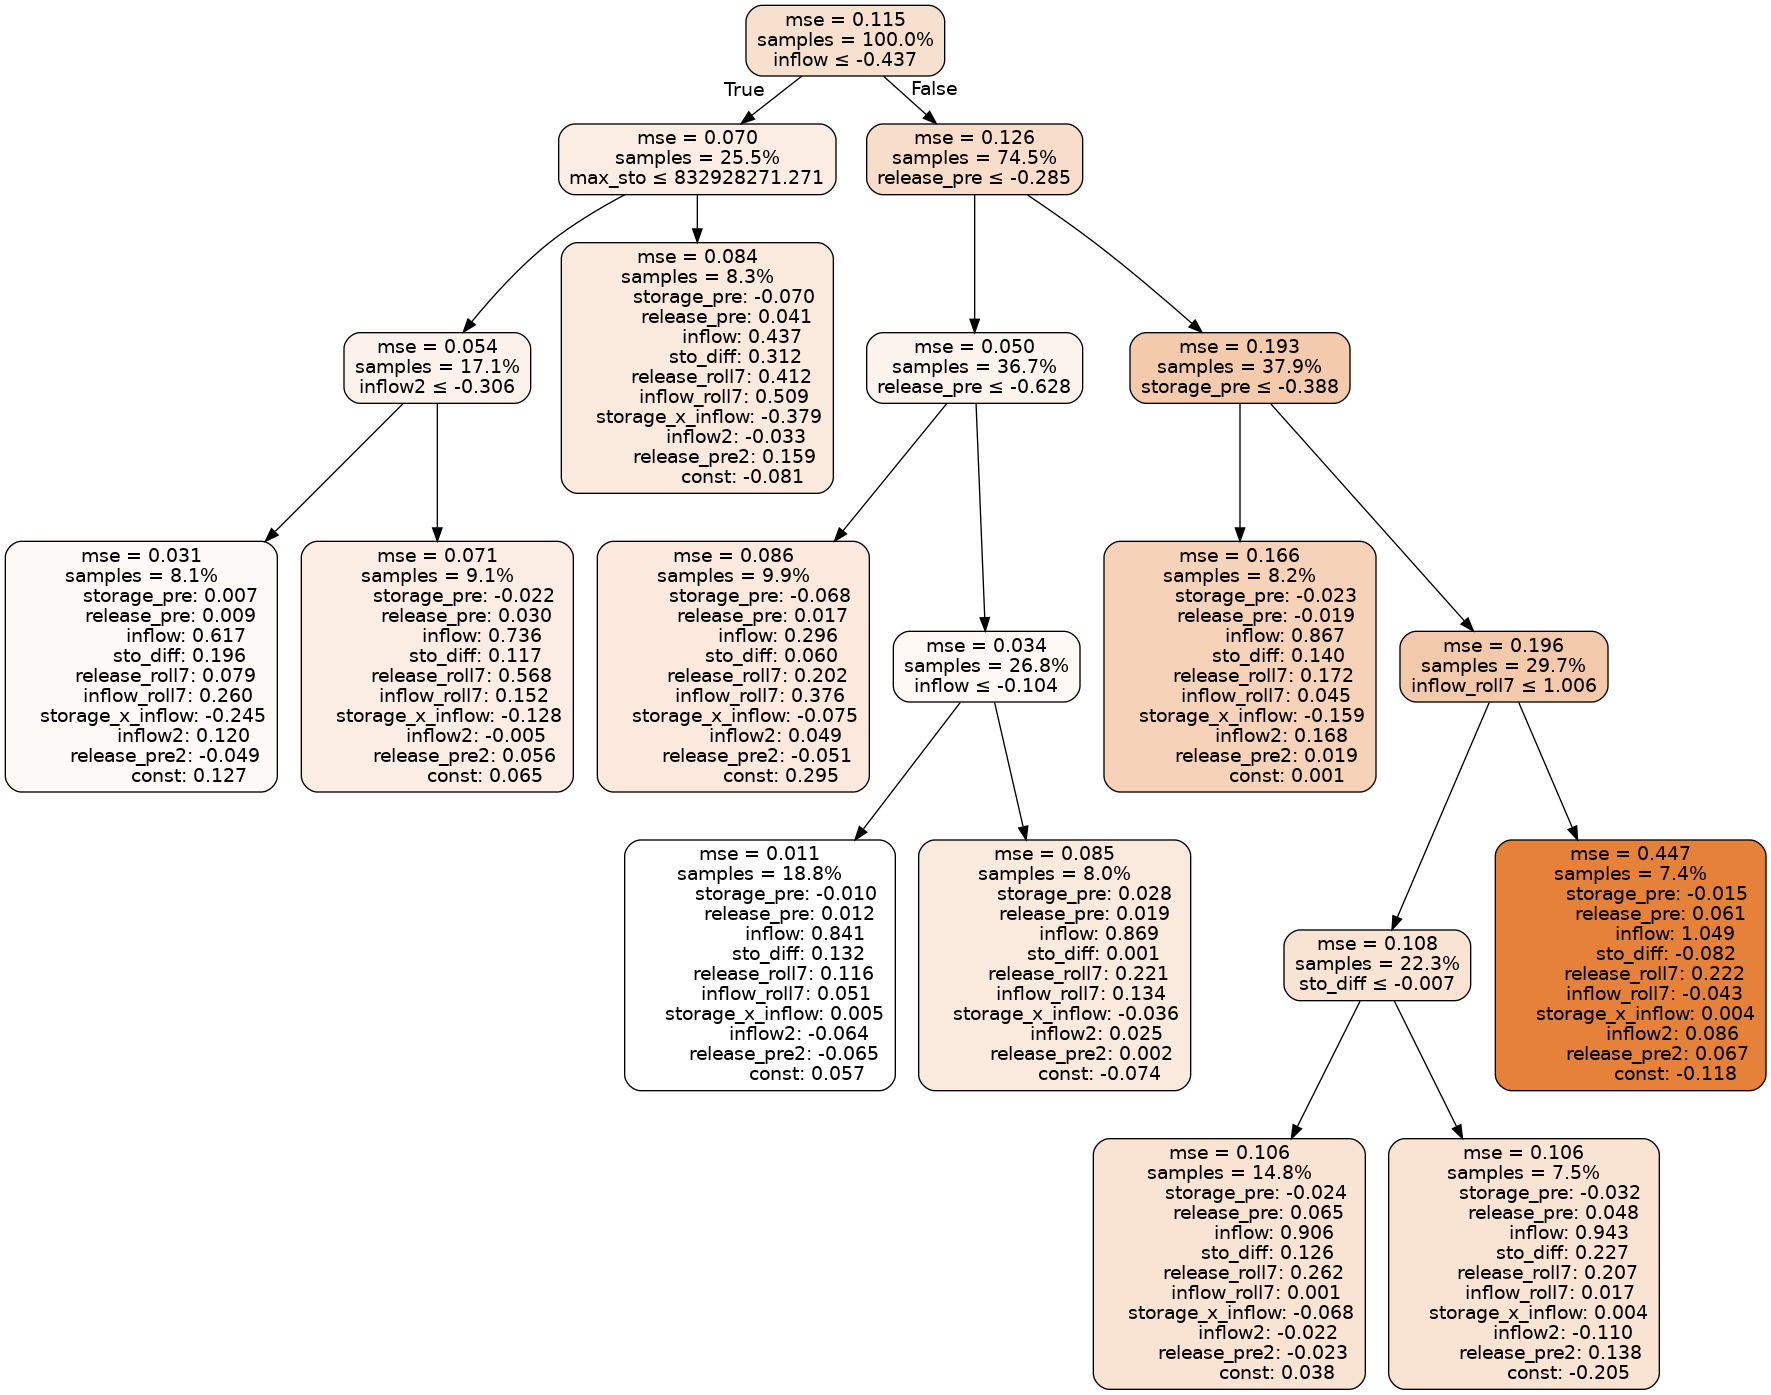 mse = 0.115
samples = 100.0%
inflow ≤ -0.437
True
False
mse = 0.070
samples = 25.5%
max_sto ≤ 832928271.271
mse = 0.126
samples = 74.5%
release_pre ≤ -0.285
mse = 0.084
samples = 8.3%
storage_pre: -0.070
release_pre: 0.041
inflow: 0.437
sto_diff: 0.312
release_roll7: 0.412
inflow_roll7: 0.509
storage_x_inflow: -0.379
inflow2: -0.033
release_pre2: 0.159
const: -0.081
mse = 0.054
samples = 17.1%
inflow2 ≤ -0.306
mse = 0.050
samples = 36.7%
release_pre ≤ -0.628
mse = 0.193
samples = 37.9%
storage_pre ≤ -0.388
mse = 0.031
samples = 8.1%
storage_pre: 0.007
release_pre: 0.009
inflow: 0.617
sto_diff: 0.196
release_roll7: 0.079
inflow_roll7: 0.260
storage_x_inflow: -0.245
inflow2: 0.120
release_pre2: -0.049
const: 0.127
mse = 0.071
samples = 9.1%
storage_pre: -0.022
release_pre: 0.030
inflow: 0.736
sto_diff: 0.117
release_roll7: 0.568
inflow_roll7: 0.152
storage_x_inflow: -0.128
inflow2: -0.005
release_pre2: 0.056
const: 0.065
mse = 0.086
samples = 9.9%
storage_pre: -0.068
release_pre: 0.017
inflow: 0.296
sto_diff: 0.060
release_roll7: 0.202
inflow_roll7: 0.376
storage_x_inflow: -0.075
inflow2: 0.049
release_pre2: -0.051
const: 0.295
mse = 0.034
samples = 26.8%
inflow ≤ -0.104
mse = 0.166
samples = 8.2%
storage_pre: -0.023
release_pre: -0.019
inflow: 0.867
sto_diff: 0.140
release_roll7: 0.172
inflow_roll7: 0.045
storage_x_inflow: -0.159
inflow2: 0.168
release_pre2: 0.019
const: 0.001
mse = 0.196
samples = 29.7%
inflow_roll7 ≤ 1.006
mse = 0.011
samples = 18.8%
storage_pre: -0.010
release_pre: 0.012
inflow: 0.841
sto_diff: 0.132
release_roll7: 0.116
inflow_roll7: 0.051
storage_x_inflow: 0.005
inflow2: -0.064
release_pre2: -0.065
const: 0.057
mse = 0.085
samples = 8.0%
storage_pre: 0.028
release_pre: 0.019
inflow: 0.869
sto_diff: 0.001
release_roll7: 0.221
inflow_roll7: 0.134
storage_x_inflow: -0.036
inflow2: 0.025
release_pre2: 0.002
const: -0.074
mse = 0.108
samples = 22.3%
sto_diff ≤ -0.007
mse = 0.447
samples = 7.4%
storage_pre: -0.015
release_pre: 0.061
inflow: 1.049
sto_diff: -0.082
release_roll7: 0.222
inflow_roll7: -0.043
storage_x_inflow: 0.004
inflow2: 0.086
release_pre2: 0.067
const: -0.118
mse = 0.106
samples = 14.8%
storage_pre: -0.024
release_pre: 0.065
inflow: 0.906
sto_diff: 0.126
release_roll7: 0.262
inflow_roll7: 0.001
storage_x_inflow: -0.068
inflow2: -0.022
release_pre2: -0.023
const: 0.038
mse = 0.106
samples = 7.5%
storage_pre: -0.032
release_pre: 0.048
inflow: 0.943
sto_diff: 0.227
release_roll7: 0.207
inflow_roll7: 0.017
storage_x_inflow: 0.004
inflow2: -0.110
release_pre2: 0.138
const: -0.205